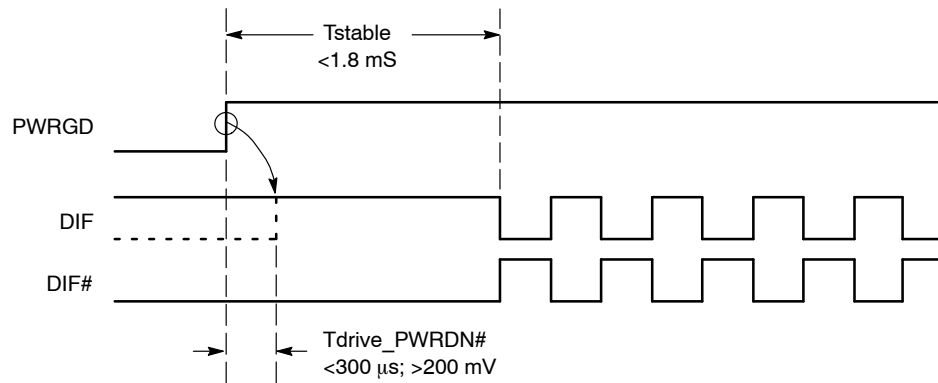 Tstable
<1.8 mS
PWRGD
DIF
DIF#
Tdrive_PWRDN#
<300 μs; >200 mV